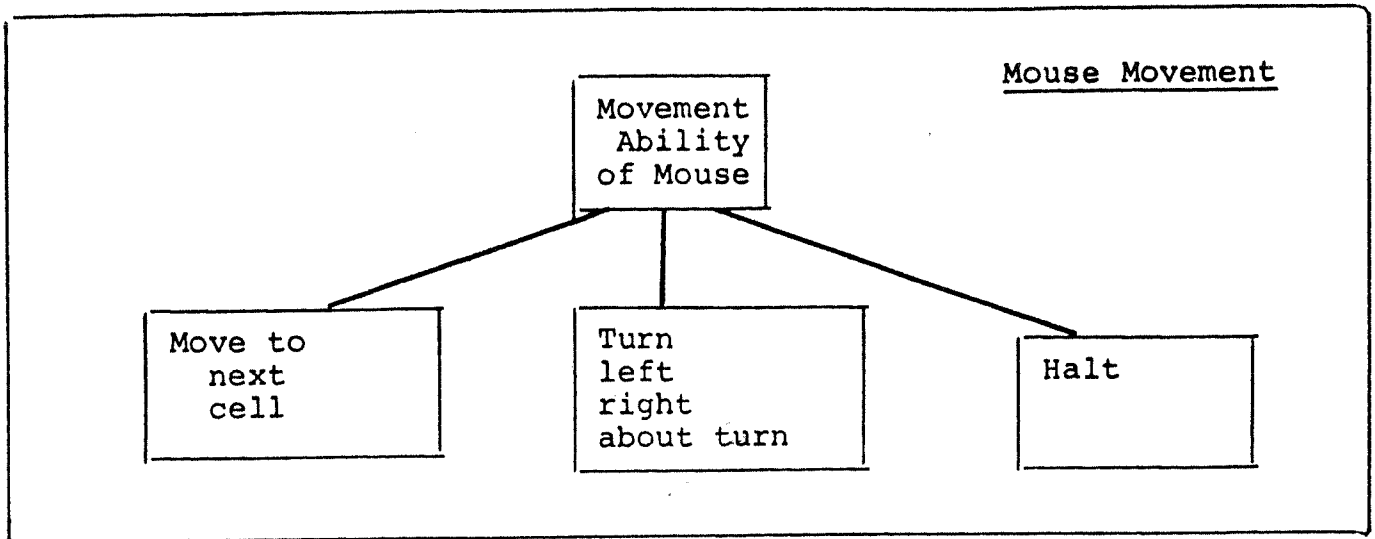 Mouse Movement
Movement
Ability
of Mouse
Move to
next
cell
Turn
left
right
about turn
Halt